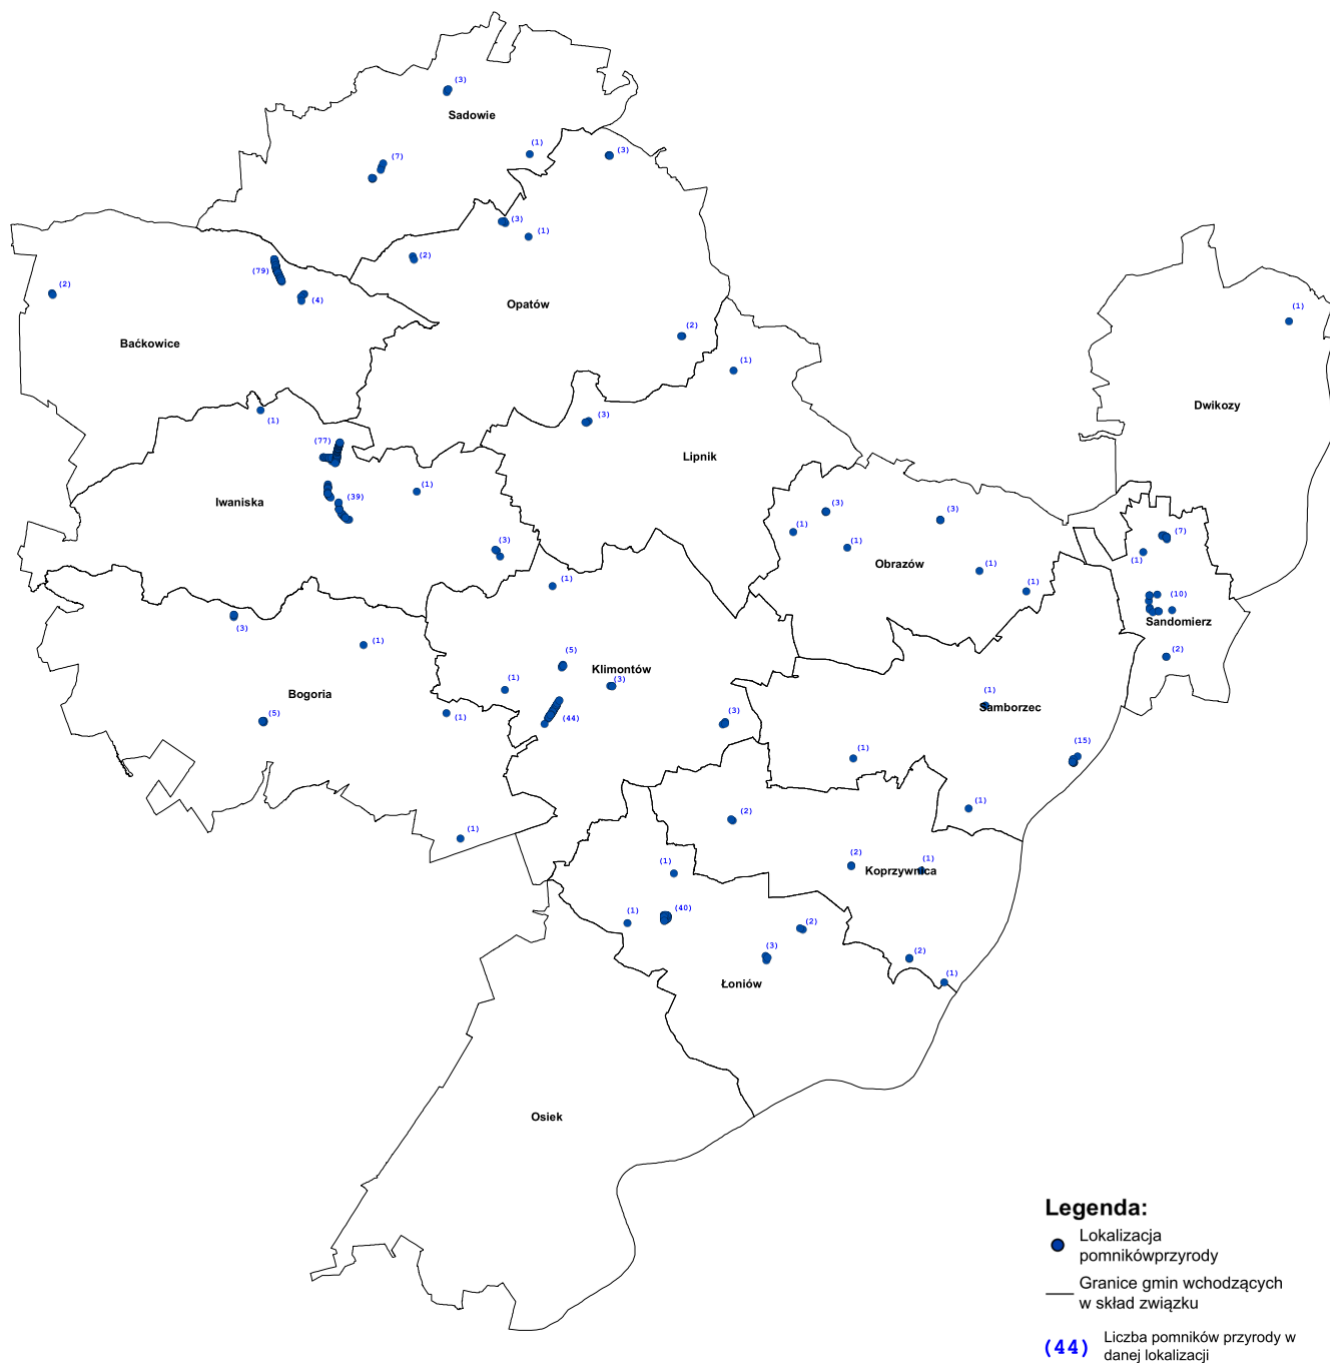 (3)
Sadowie
(1)
(3)
(7)
(3)
(1)
(2)
(79)
(2)
(4)
(1)
Opatów
(2)
Baćkowice
(1)
Dwikozy
(1)
(3)
(77)
Lipnik
(1)
(39)
Iwaniska
(3)
(3)
(1)
(7)
(1)
(3)
(1)
Obrazów
(1)
(1)
(1)
(10)
Sandomierz
(3)
(1)
(5)
(2)
Klimontów
(3)
(1)
Bogoria
(1)
Samborzec
(5)
(1)
(44)
(3)
(15)
(1)
(2)
(1)
(1)
(2)
(1)
(1)
Koprzywnica
(40)
(1)
(2)
(3)
(2)
(1)
Łoniów
Osiek
Legenda:
Lokalizacja
pomnikówprzyrody
Granice gmin wchodzących
w skład związku
(44)
Liczba pomników przyrody w
danej lokalizacji